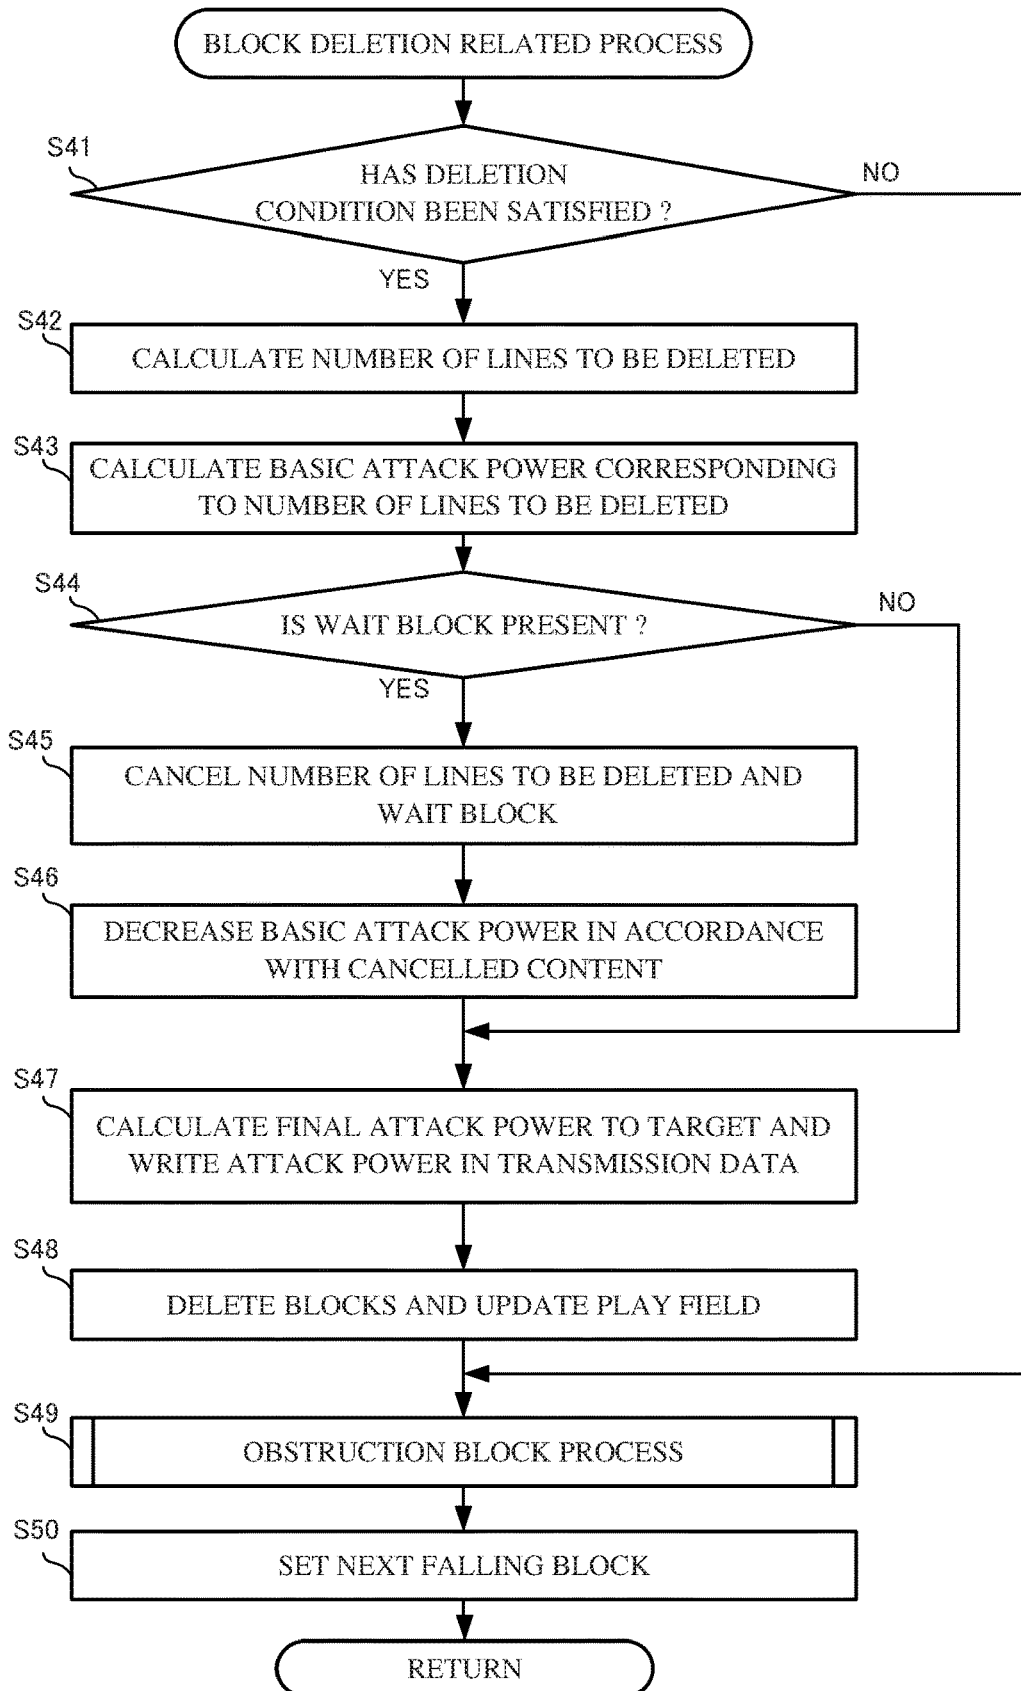 BLOCK DELETION RELATED PROCESS
S41
HAS DELETION
CONDITION BEEN SATISFIED ?
NO
YES
S42
CALCULATE NUMBER OF LINES TO BE DELETED
S43
CALCULATE BASIC ATTACK POWER CORRESPONDING
TO NUMBER OF LINES TO BE DELETED
S44
IS WAIT BLOCK PRESENT ?
NO
YES
S45
CANCEL NUMBER OF LINES TO BE DELETED AND
WAIT BLOCK
S46
DECREASE BASIC ATTACK POWER IN ACCORDANCE
WITH CANCELLED CONTENT
S47
CALCULATE FINAL ATTACK POWER TO TARGET AND
WRITE ATTACK POWER IN TRANSMISSION DATA
S48
DELETE BLOCKS AND UPDATE PLAY FIELD
S49
OBSTRUCTION BLOCK PROCESS
S50
SET NEXT FALLING BLOCK
RETURN